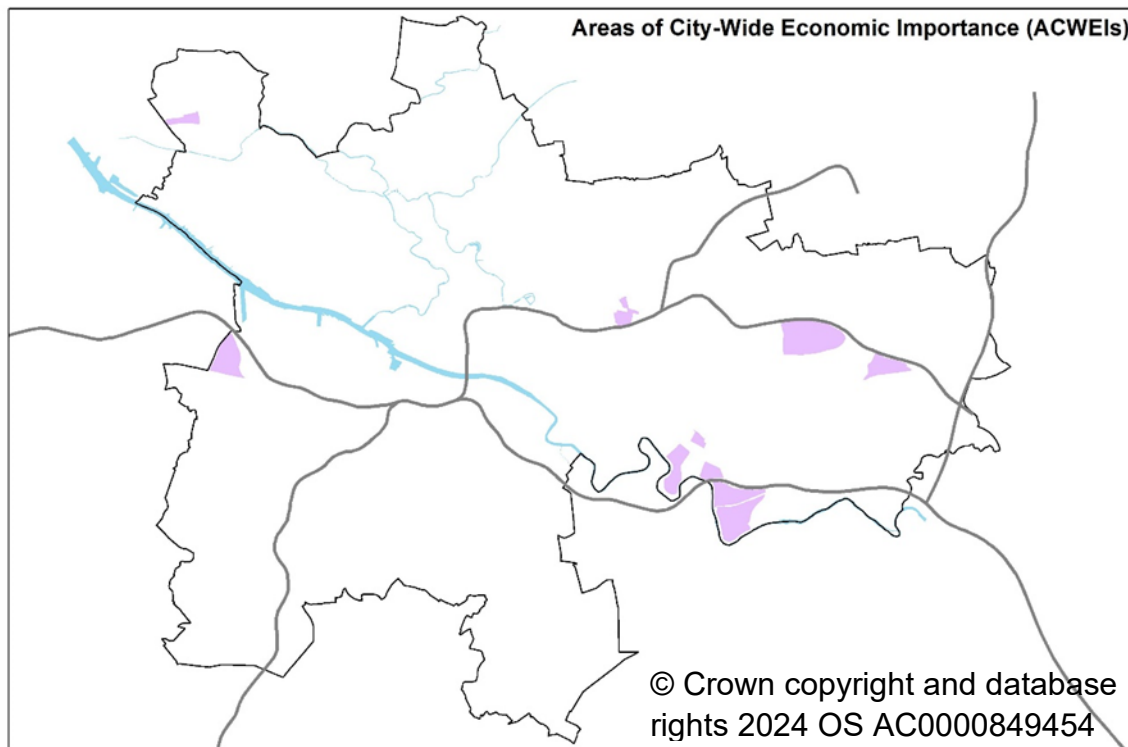 Areas of City-Wide Economic Importance (ACWEIs)
© Crown copyright and database
rights 2024 OS AC0000849454